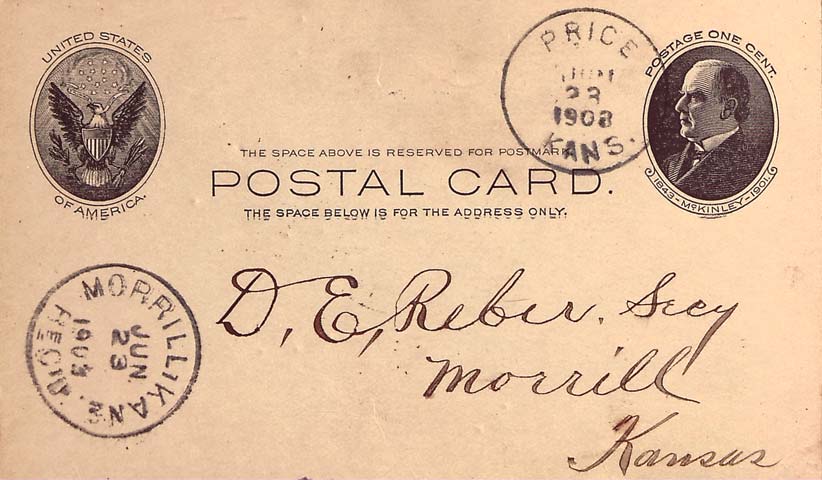 UNITED STATES
OF AMERICA.
PRICE
JUN
23
1903
KANS.
POSTAGE ONE CENT.
1843-McKINLEY-1901.
THE SPACE ABOVE IS RESERVED FOR POSTMARK.
POSTAL CARD.
THE SPACE BELOW IS FOR THE ADDRESS ONLY.
MORRILL KANS.
JUN
23
1903
REC'D.
D. E. Reber. Secy
Morrill
Kansas